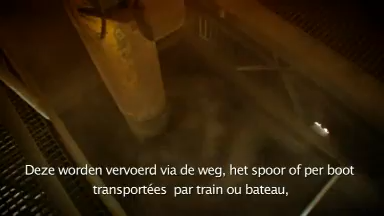 Deze worden vervoerd via de weg, het spoor of per boot
transportées par train ou bateau,